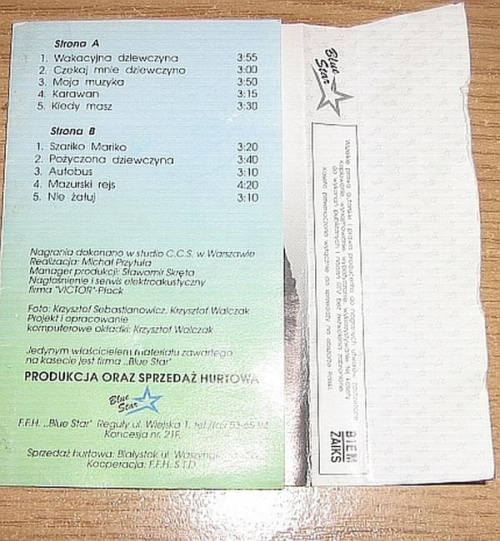 Strona A
1. Wakacyjna dziewczyna 3:55
2. Czekaj mnie dziewczyno 3:00
3. Moja muzyka 3:50
4. Karawan 3:15
5. Kiedy masz 3:30
Strona B
1. Szariko Mariko 3:20
2. Pożyczona dziewczyna 3:40
3. Autobus 3:10
4. Mazurski rejs 4:20
5. Nie żałuj 3:10
Nagrania dokonano w studio C.C.S. w Warszawie
Realizacja: Michał Przytuła
Manager produkcji: Sławomir Skręta
Nagłośnienie i serwis elektroakustyczny
firma "VICTOR"-Płock
Foto: Krzysztof Sebastianowicz, Krzysztof Walczak
Projekt i opracowanie
komputerowe okładki: Krzysztof Walczak
Jedynym właścicielem materiału zawartego
na kasecie jest firma ,,Blue Star"
PRODUKCJA ORAZ SPRZEDAŻ HURTOWA
Blue
Star
F.F.H. ,,Blue Star" Reguły ul. Wiejska 1, tel./fax
Koncesja nr. 21F.
Sprzedaż hurtowa: Białystok ul.
Kooperacja: F.F.H. S.T.D.
Blue
Star
BIEM
ZAIKS